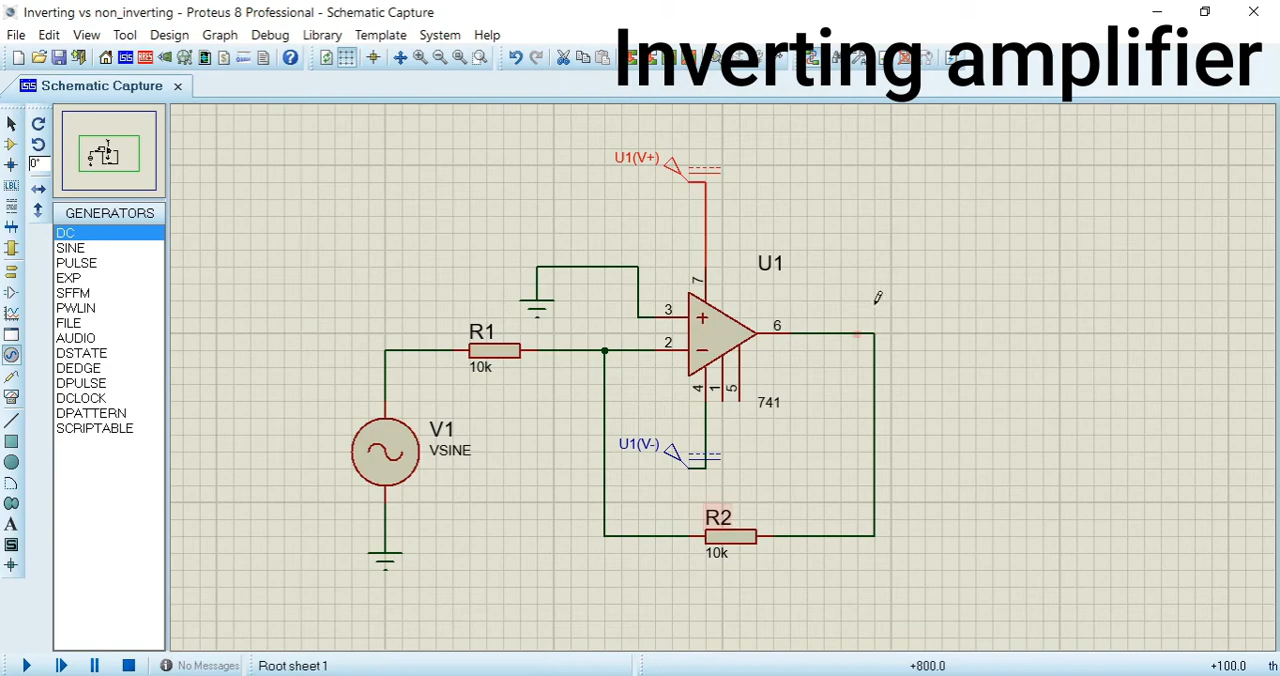 Inverting vs non_inverting - Proteus 8 Professional - Schematic Capture
File Edit View Tool Design Graph Debug Library Template System Help
Inverting amplifier
Schematic Capture
0°
LBL
GENERATORS
DC
SINE
PULSE
EXP
SFFM
PWLIN
FILE
AUDIO
DSTATE
DEDGE
DPULSE
DCLOCK
DPATTERN
SCRIPTABLE
A
U1(V+)
U1
7
3
6
2
R1
10k
4
1
5
741
V1
VSINE
U1(V-)
R2
10k
No Messages
Root sheet 1
+800.0
+100.0
th